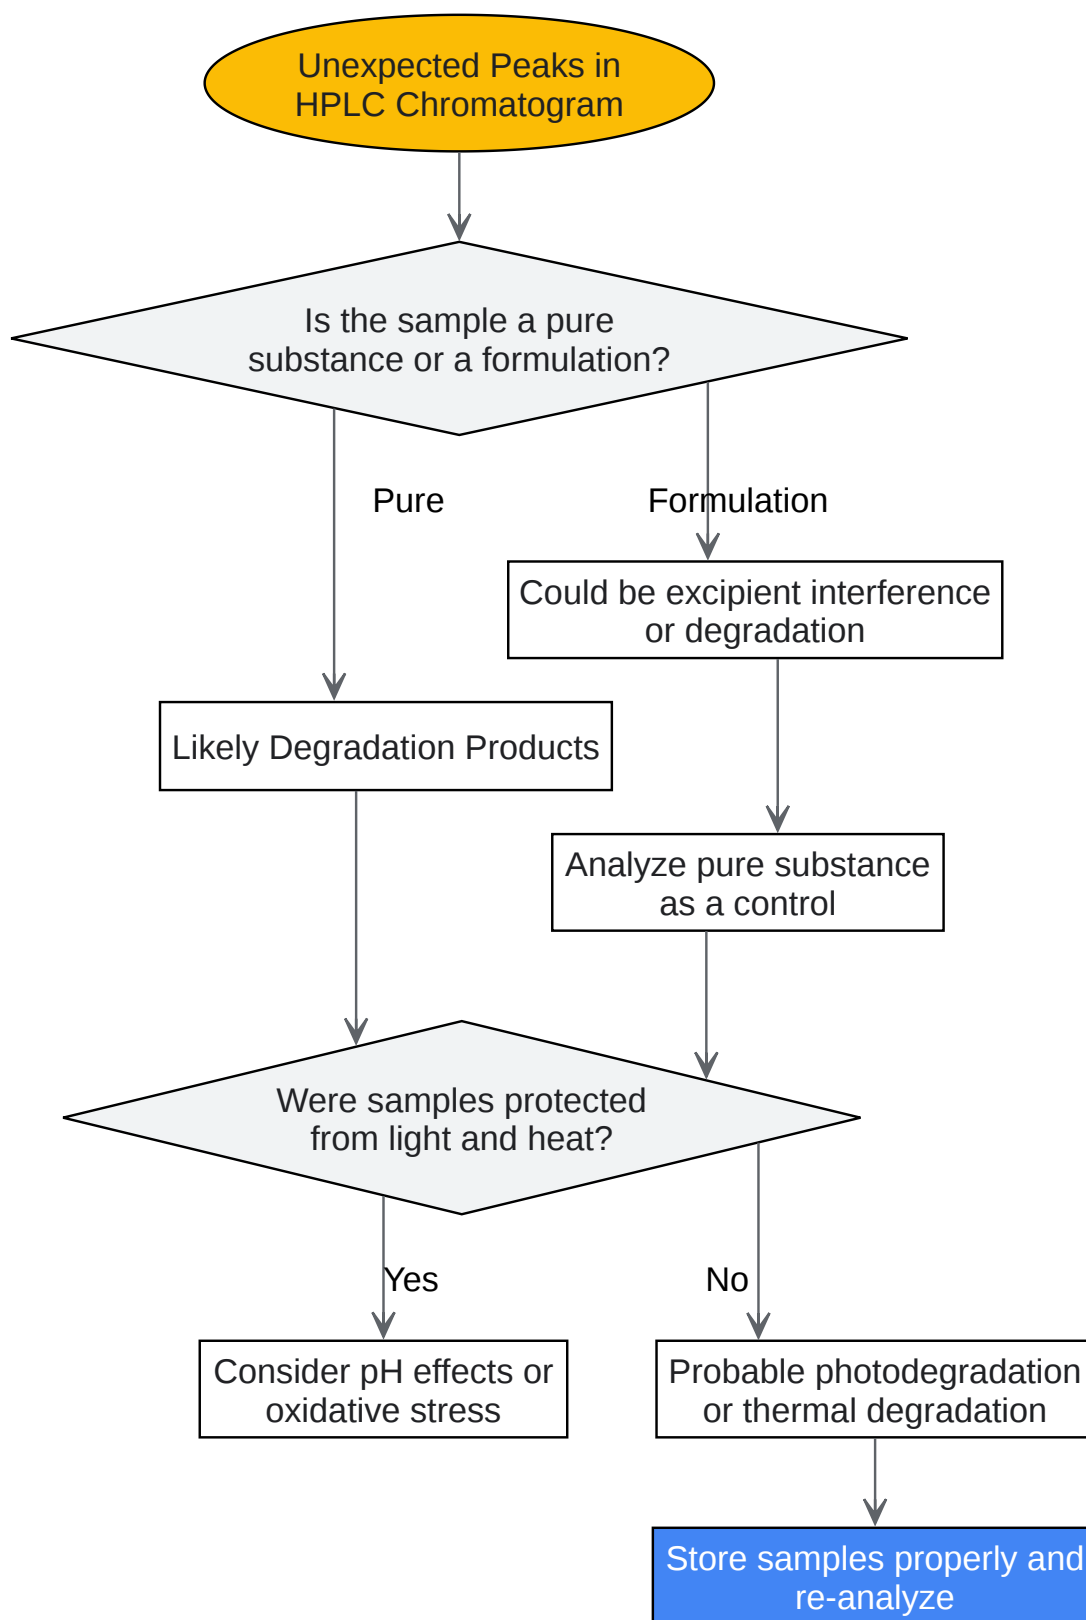 Unexpected Peaks in
HPLC Chromatogram
Is the sample a pure
substance or a formulation?
Pure
Formulation
Could be excipient interference
or degradation
Likely Degradation Products
Analyze pure substance
as a control
Were samples protected
from light and heat?
Yes
No
Consider pH effects or
oxidative stress
Probable photodegradation
or thermal degradation
Store samples properly and
re-analyze